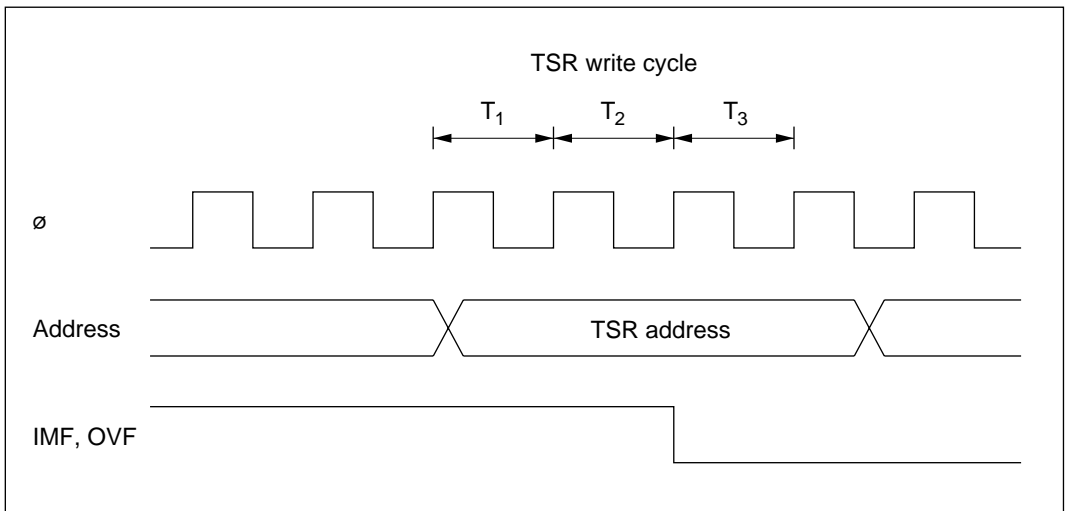 TSR write cycle
T1 T2 T3
ø
Address TSR address
IMF, OVF